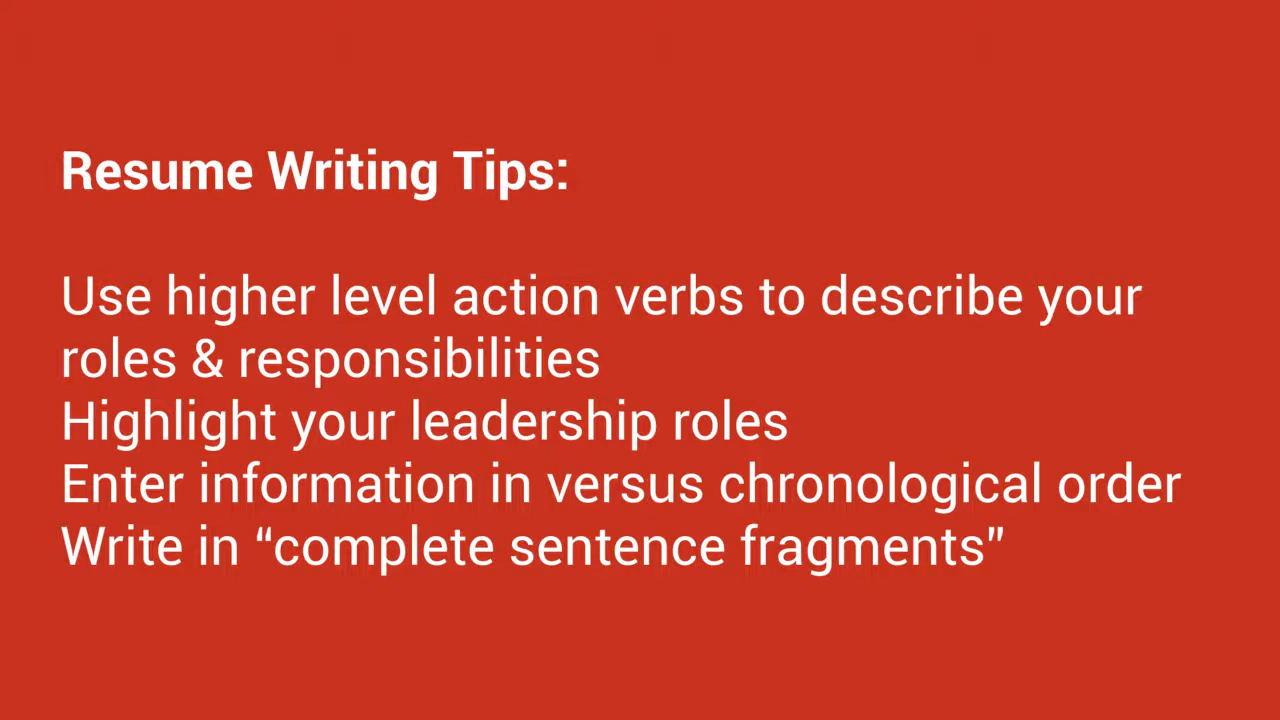 Resume Writing Tips:
Use higher level action verbs to describe your
roles & responsibilities
Highlight your leadership roles
Enter information in versus chronological order
Write in “complete sentence fragments”